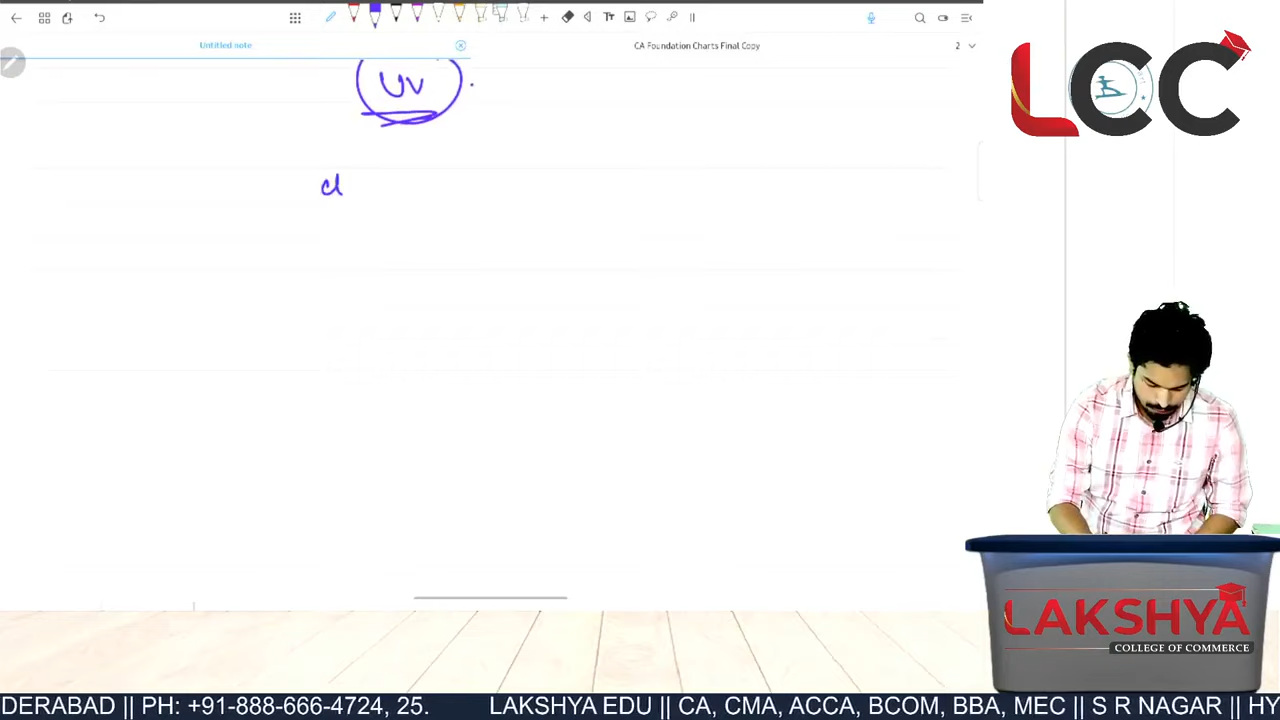 Untitled note
CA Foundation Charts Final Copy
2
UV
d
LCC
LAKSHYA
COLLEGE OF COMMERCE
DERABAD || PH: +91-888-666-4724, 25. LAKSHYA EDU || CA, CMA, ACCA, BCOM, BBA, MEC || S R NAGAR || HY